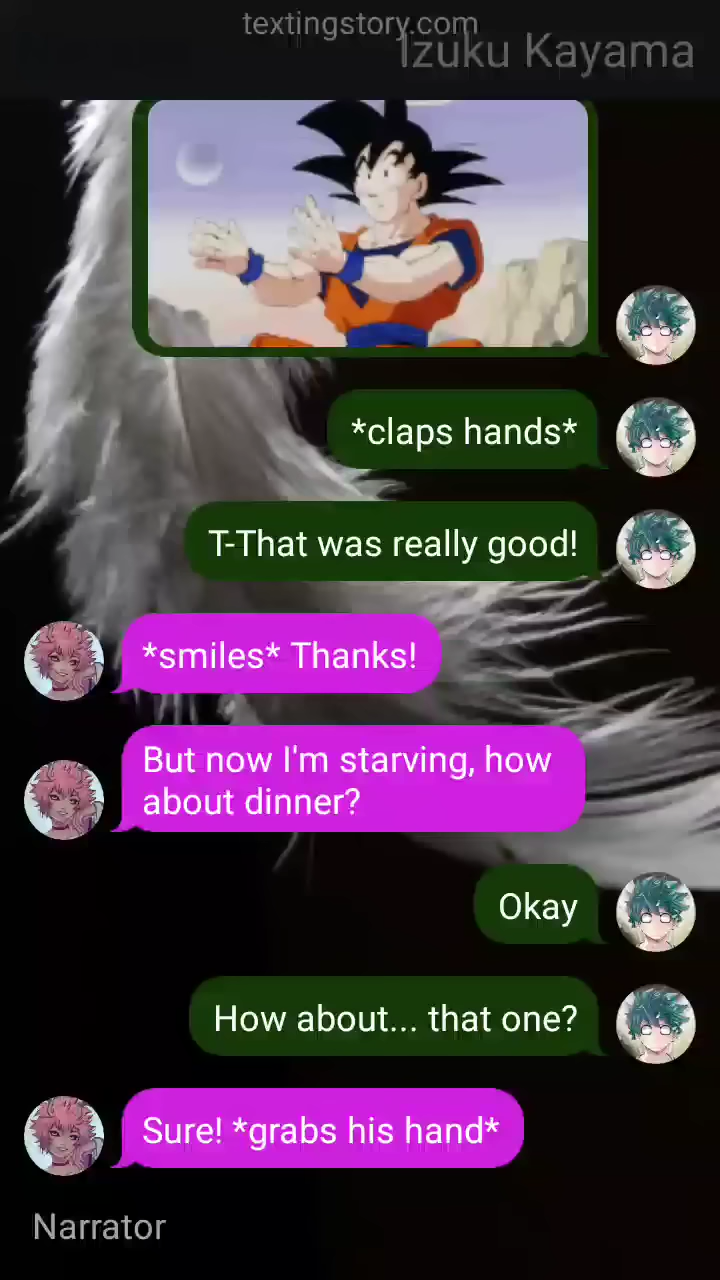 textingstory.com
Izuku Kayama
*claps hands*
T-That was really good!
*smiles* Thanks!
But now I'm starving, how
about dinner?
Okay
How about... that one?
Sure! *grabs his hand*
Narrator